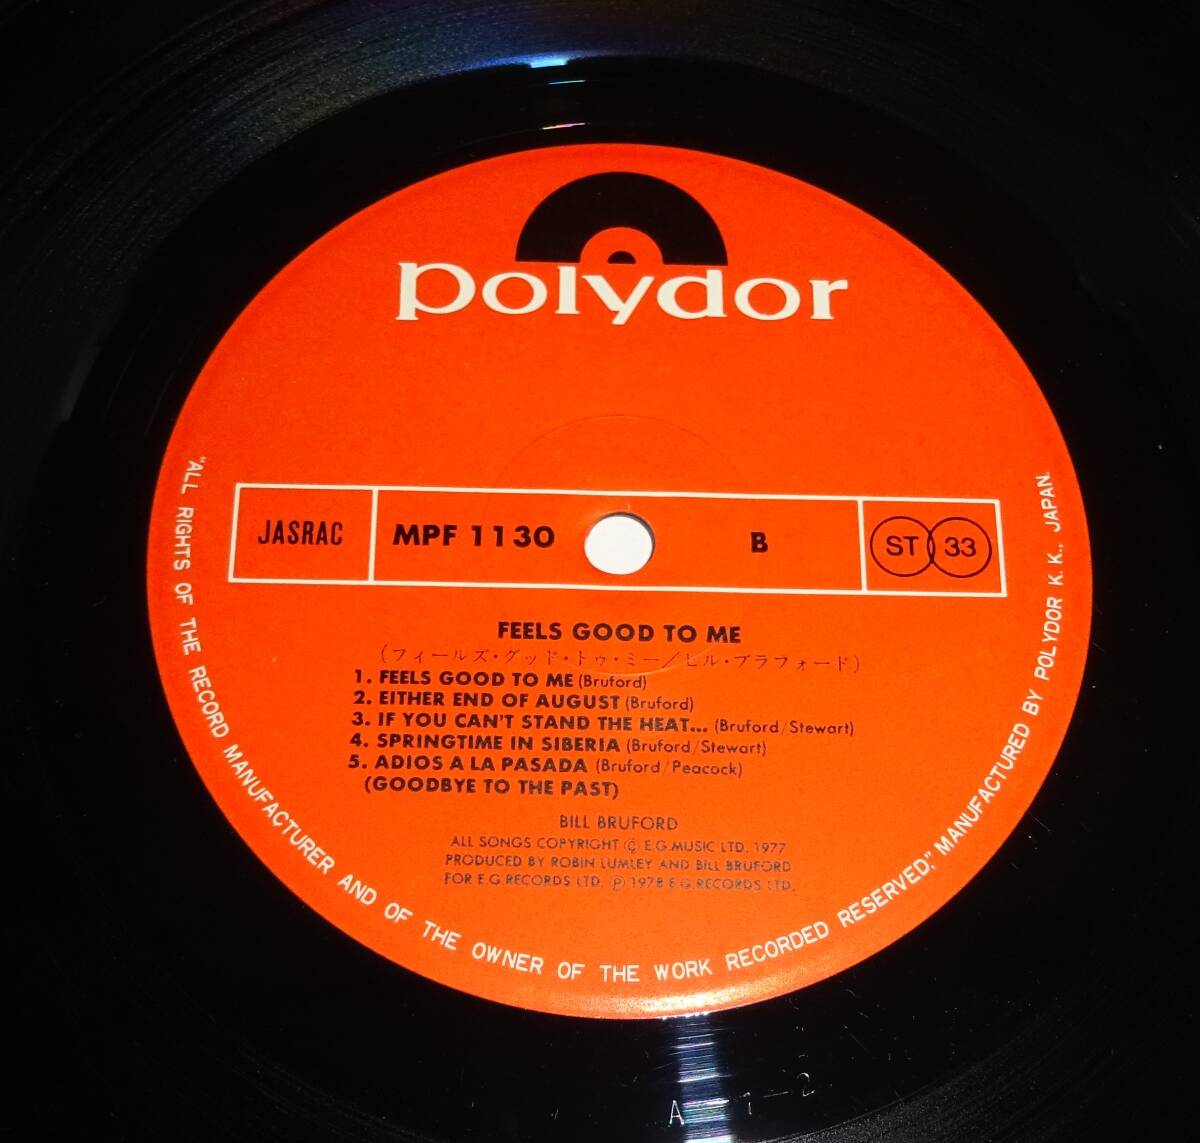 polydor
JASRAC MPF 1130 B ST 33
FEELS GOOD TO ME
(フィールズ・グッド・トゥ・ミー／ビル・ブラフォード)
1. FEELS GOOD TO ME (Bruford)
2. EITHER END OF AUGUST (Bruford)
3. IF YOU CAN'T STAND THE HEAT... (Bruford/Stewart)
4. SPRINGTIME IN SIBERIA (Bruford/Stewart)
5. ADIOS A LA PASADA (Bruford/Peacock)
(GOODBYE TO THE PAST)
BILL BRUFORD
ALL SONGS COPYRIGHT © E.G.MUSIC LTD. 1977
PRODUCED BY ROBIN LUMLEY AND BILL BRUFORD
FOR E.G.RECORDS LTD. ℗ 1978 E.G.RECORDS LTD.
"ALL RIGHTS OF THE RECORD MANUFACTURER AND OF THE OWNER OF THE WORK RECORDED RESERVED," MANUFACTURED BY POLYDOR K.K., JAPAN.
A 1-2